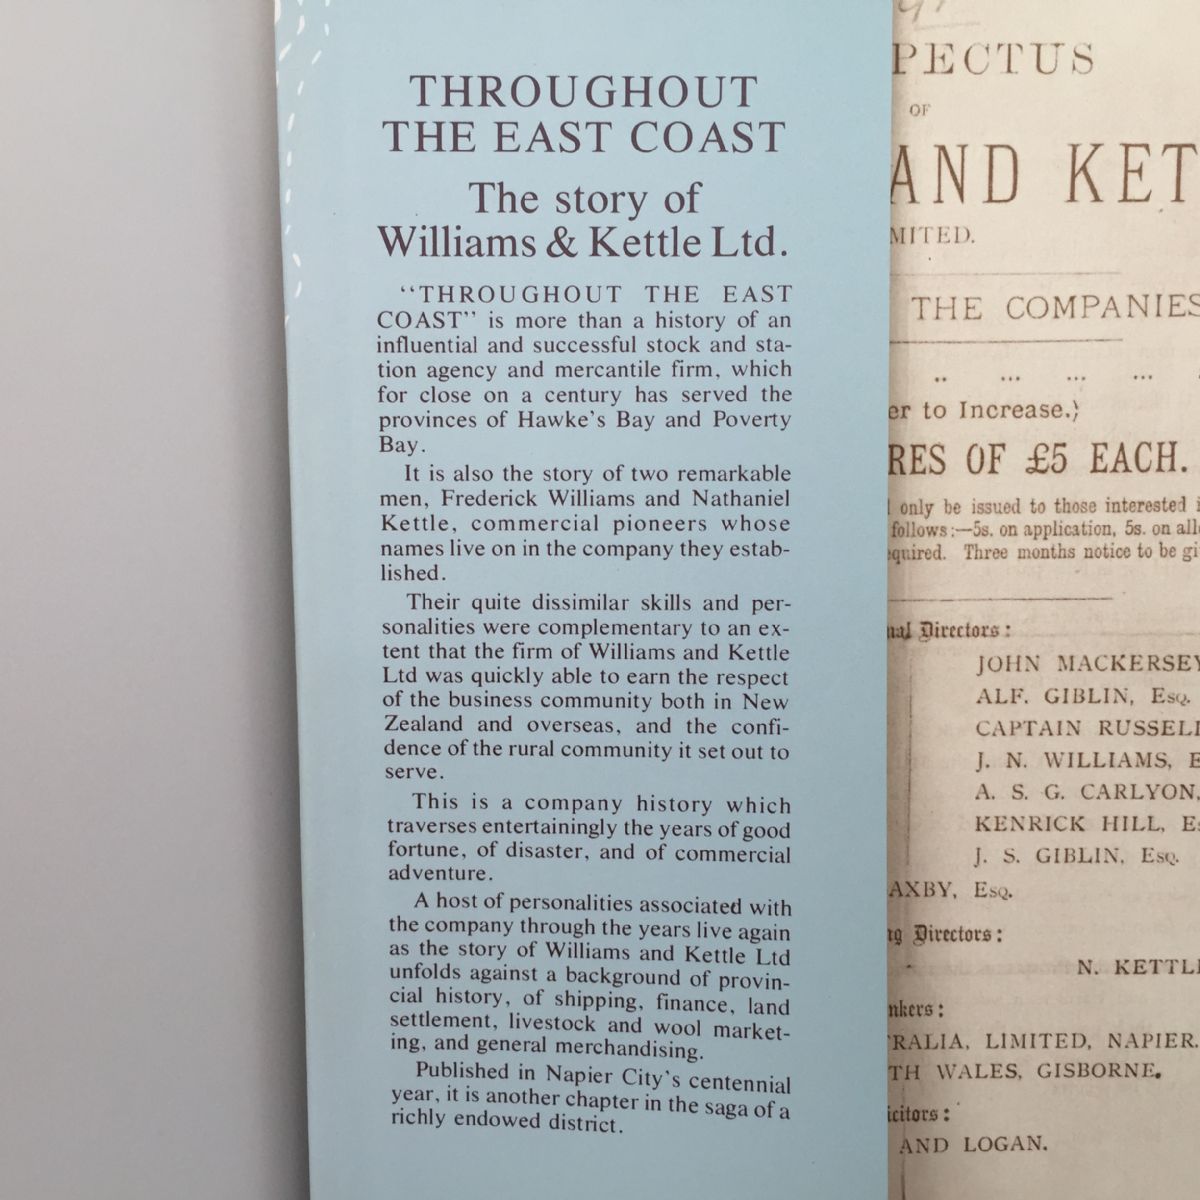 THROUGHOUT
THE EAST COAST
The story of
Williams & Kettle Ltd.
"THROUGHOUT THE EAST
COAST" is more than a history of an
influential and successful stock and sta-
tion agency and mercantile firm, which
for close on a century has served the
provinces of Hawke's Bay and Poverty
Bay.
It is also the story of two remarkable
men, Frederick Williams and Nathaniel
Kettle, commercial pioneers whose
names live on in the company they estab-
lished.
Their quite dissimilar skills and per-
sonalities were complementary to an ex-
tent that the firm of Williams and Kettle
Ltd was quickly able to earn the respect
of the business community both in New
Zealand and overseas, and the confi-
dence of the rural community it set out to
serve.
This is a company history which
traverses entertainingly the years of good
fortune, of disaster, and of commercial
adventure.
A host of personalities associated with
the company through the years live again
as the story of Williams and Kettle Ltd
unfolds against a background of provin-
cial history, of shipping, finance, land
settlement, livestock and wool market-
ing, and general merchandising.
Published in Napier City's centennial
year, it is another chapter in the saga of a
richly endowed district.
PECTUS
OF
AND KET
MITED.
THE COMPANIES
er to Increase.}
RES OF £5 EACH.
only be issued to those interested i
follows:—5s. on application, 5s. on all
quired. Three months notice to be gi
nal Directors:
JOHN MACKERSEY
ALF. GIBLIN, Esq.
CAPTAIN RUSSELL
J. N. WILLIAMS, E
A. S. G. CARLYON,
KENRICK HILL, Es
J. S. GIBLIN, Esq.
AXBY, Esq.
ng Directors:
N. KETTL
nkers:
RALIA, LIMITED, NAPIER.
TH WALES, GISBORNE.
icitors:
AND LOGAN.